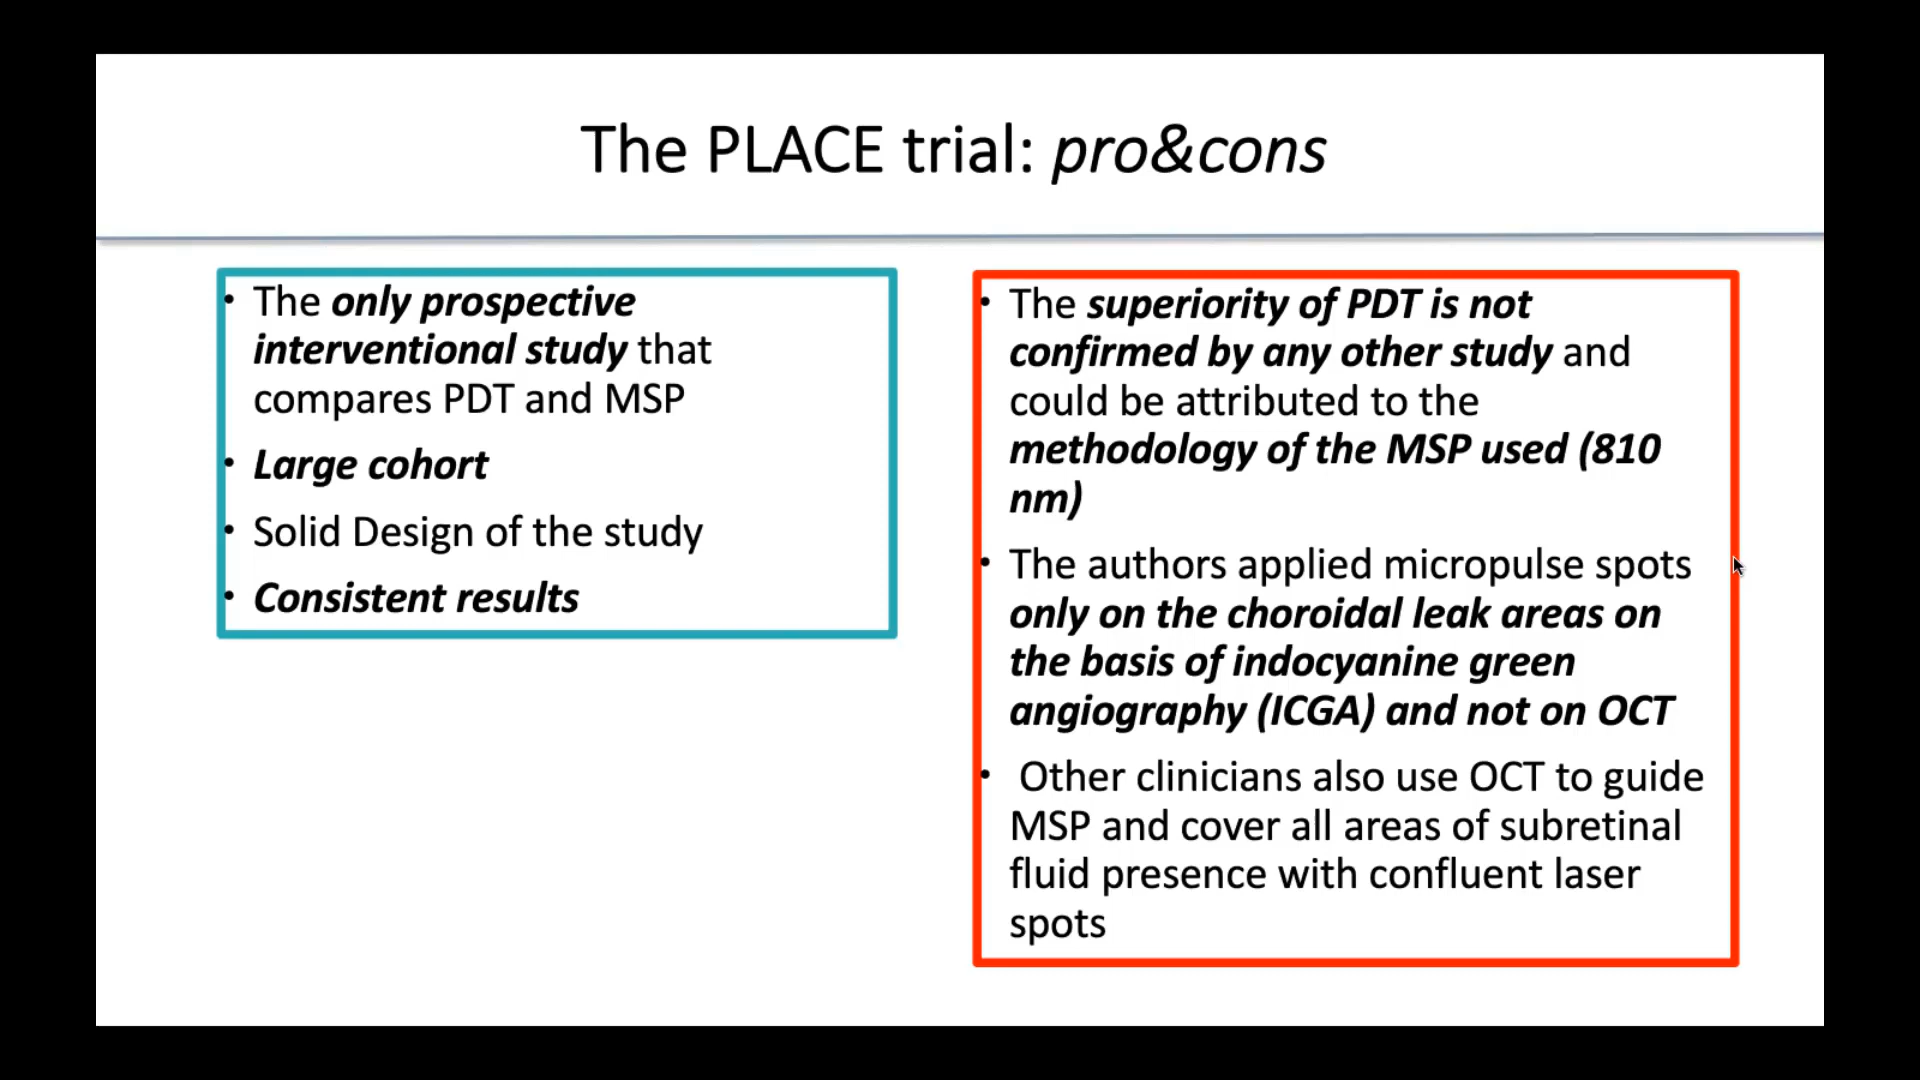 The PLACE trial: pro&cons
• The only prospective
interventional study that
compares PDT and MSP
• Large cohort
• Solid Design of the study
• Consistent results
• The superiority of PDT is not
confirmed by any other study and
could be attributed to the
methodology of the MSP used (810
nm)
• The authors applied micropulse spots
only on the choroidal leak areas on
the basis of indocyanine green
angiography (ICGA) and not on OCT
• Other clinicians also use OCT to guide
MSP and cover all areas of subretinal
fluid presence with confluent laser
spots